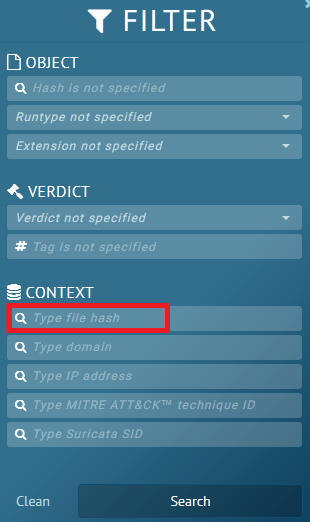 FILTER
OBJECT
Hash is not specified
Runtype not specified
Extension not specified
VERDICT
Verdict not specified
# Tag is not specified
CONTEXT
Type file hash
Type domain
Type IP address
Type MITRE ATT&CK™ technique ID
Type Suricata SID
Clean Search